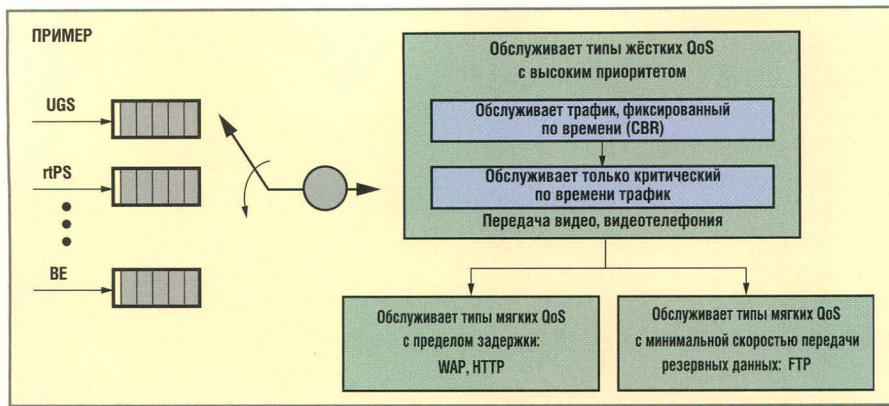 ПРИМЕР
UGS
rtPS
BE
Обслуживает типы жёстких QoS
с высоким приоритетом
Обслуживает трафик, фиксированный
по времени (CBR)
Обслуживает только критический
по времени трафик
Передача видео, видеотелефония
Обслуживает типы мягких QoS
с пределом задержки:
WAP, HTTP
Обслуживает типы мягких QoS
с минимальной скоростью передачи
резервных данных: FTP